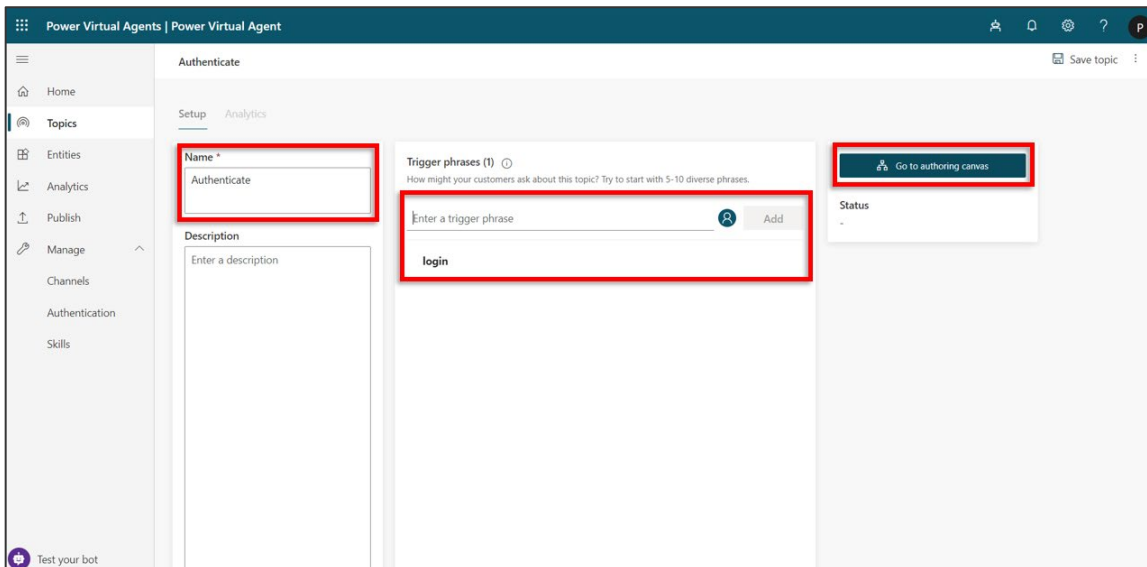 Power Virtual Agents | Power Virtual Agent
?
P
Authenticate
Save topic
Home
Topics
Entities
Analytics
Publish
Manage
Channels
Authentication
Skills
Test your bot
Setup Analytics
Name *
Authenticate
Description
Enter a description
Trigger phrases (1)
How might your customers ask about this topic? Try to start with 5-10 diverse phrases.
Enter a trigger phrase
Add
login
Go to authoring canvas
Status
-